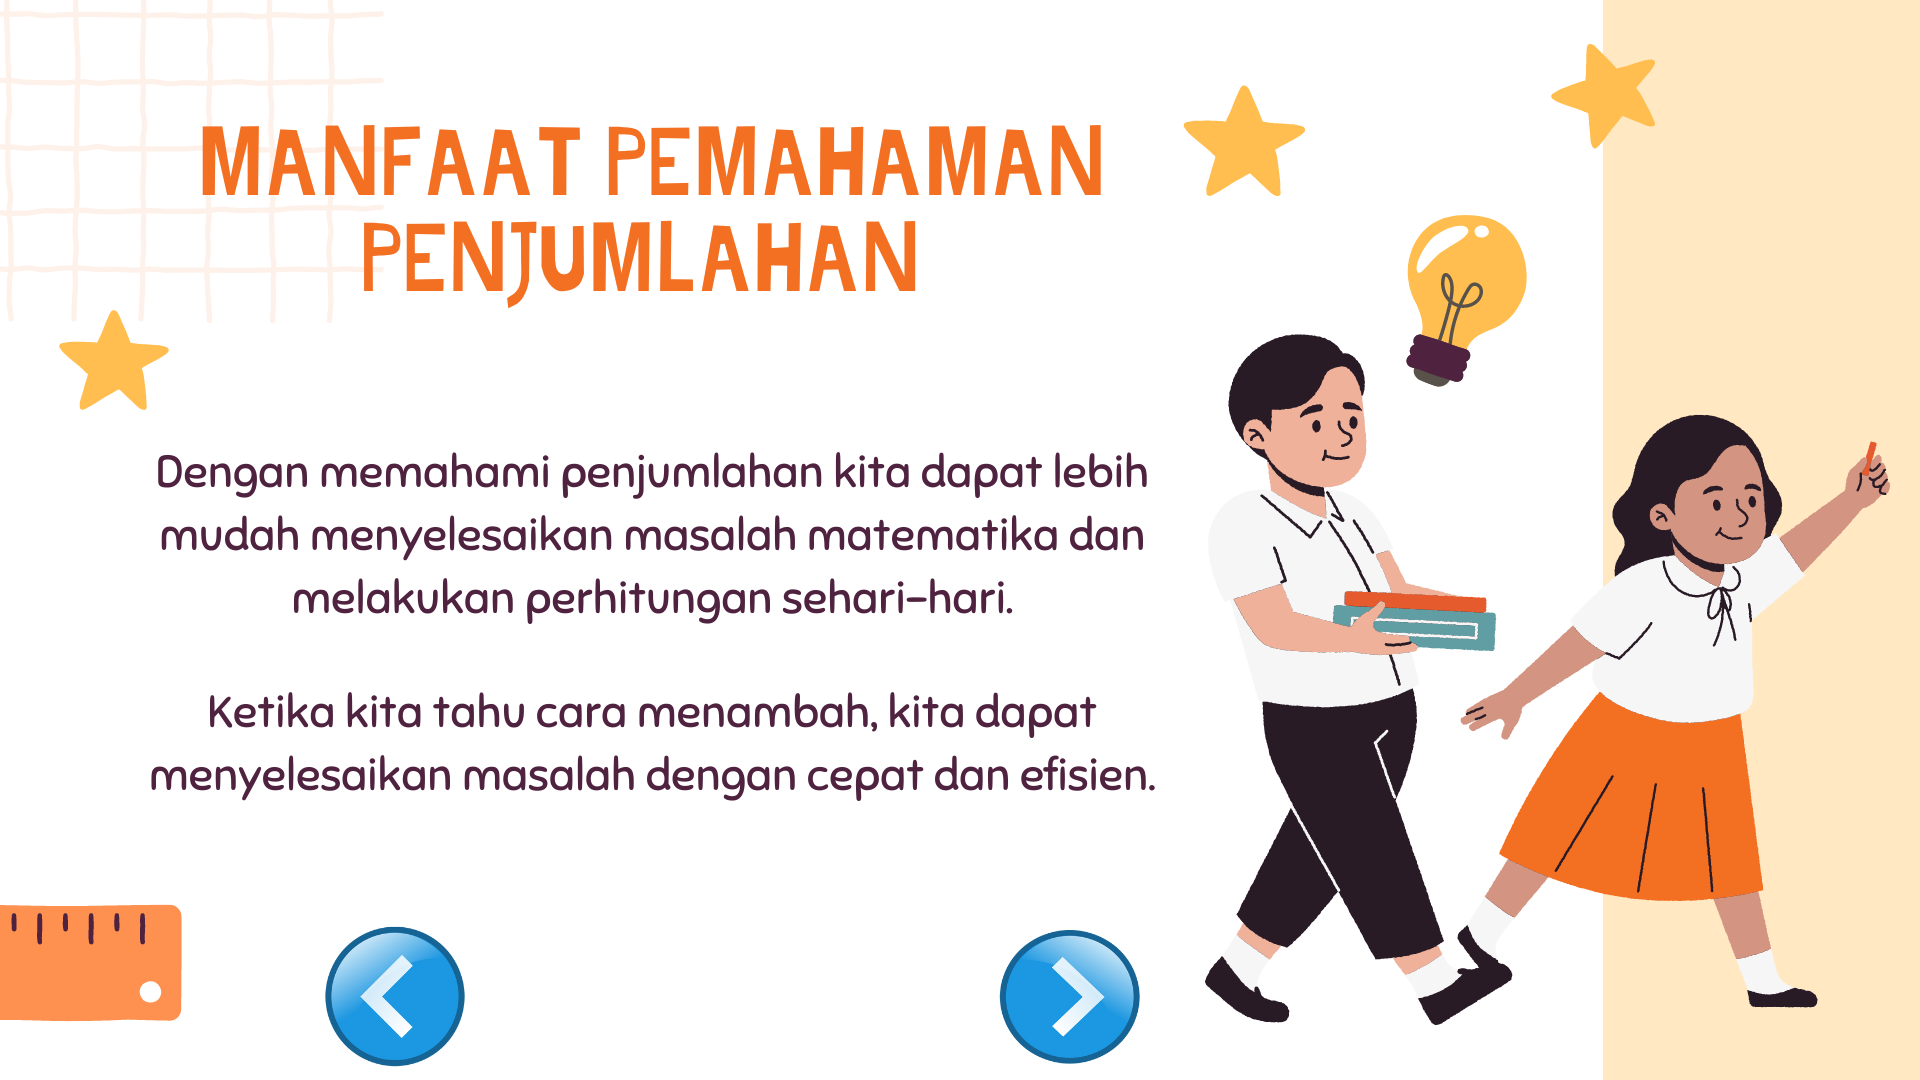 MANFAAT PEMAHAMAN
PENJUMLAHAN
Dengan memahami penjumlahan kita dapat lebih
mudah menyelesaikan masalah matematika dan
melakukan perhitungan sehari-hari.
Ketika kita tahu cara menambah, kita dapat
menyelesaikan masalah dengan cepat dan efisien.